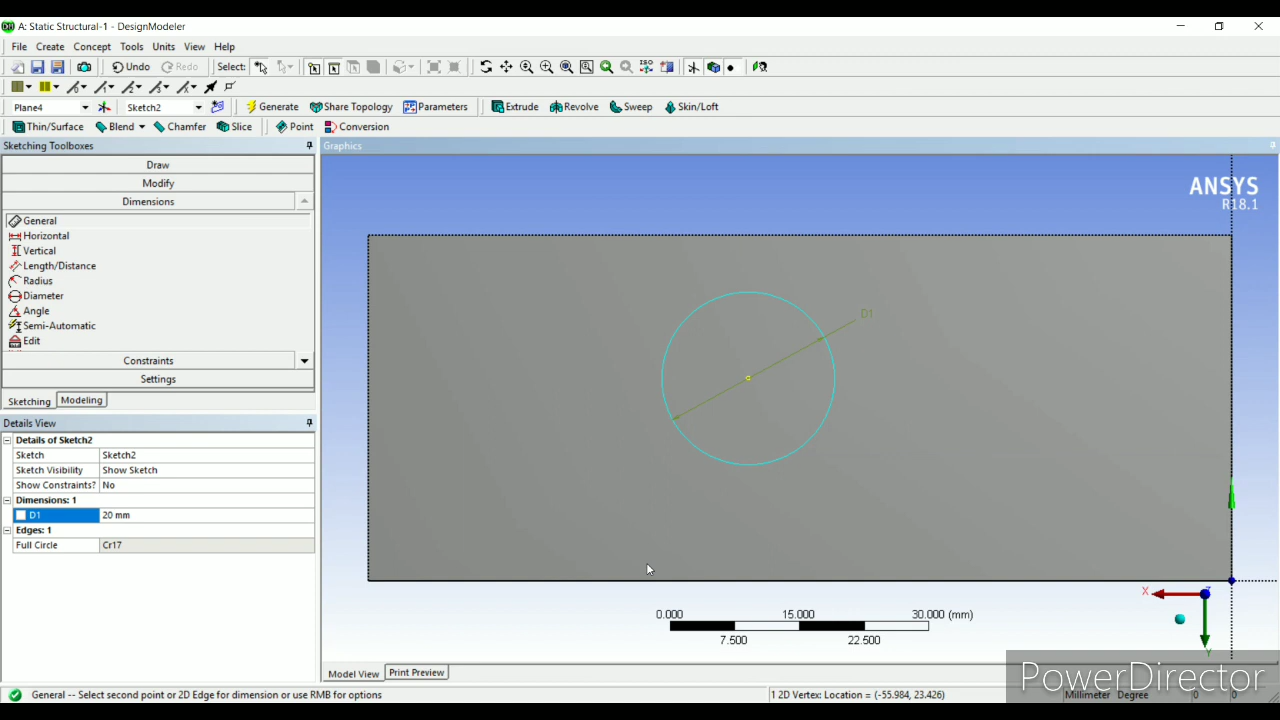 A: Static Structural-1 - DesignModeler
File Create Concept Tools Units View Help
Undo Redo Select: ISO
Plane4 Sketch2 Generate Share Topology Parameters Extrude Revolve Sweep Skin/Loft
Thin/Surface Blend Chamfer Slice Point Conversion
Sketching Toolboxes
Draw
Modify
Dimensions
General
Horizontal
Vertical
Length/Distance
Radius
Diameter
Angle
Semi-Automatic
Edit
Constraints
Settings
Sketching Modeling
Details View
Details of Sketch2
Sketch Sketch2
Sketch Visibility Show Sketch
Show Constraints? No
Dimensions: 1
D1 20 mm
Edges: 1
Full Circle Cr17
Graphics
ANSYS
R18.1
D1
X
Z
Y
0.000 15.000 30.000 (mm)
7.500 22.500
Model View Print Preview
PowerDirector
General -- Select second point or 2D Edge for dimension or use RMB for options
1 2D Vertex: Location = (-55.984, 23.426)
Millimeter Degree 0 0